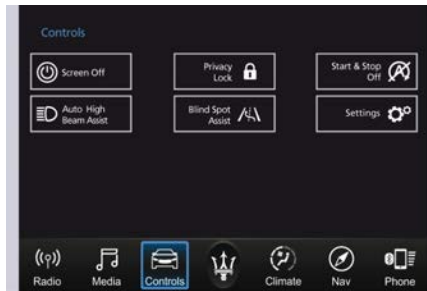 Controls
Screen Off
Privacy
Lock
Start & Stop
Off
Auto High
Beam Assist
Blind Spot
Assist
Settings
Radio Media Controls Climate Nav Phone